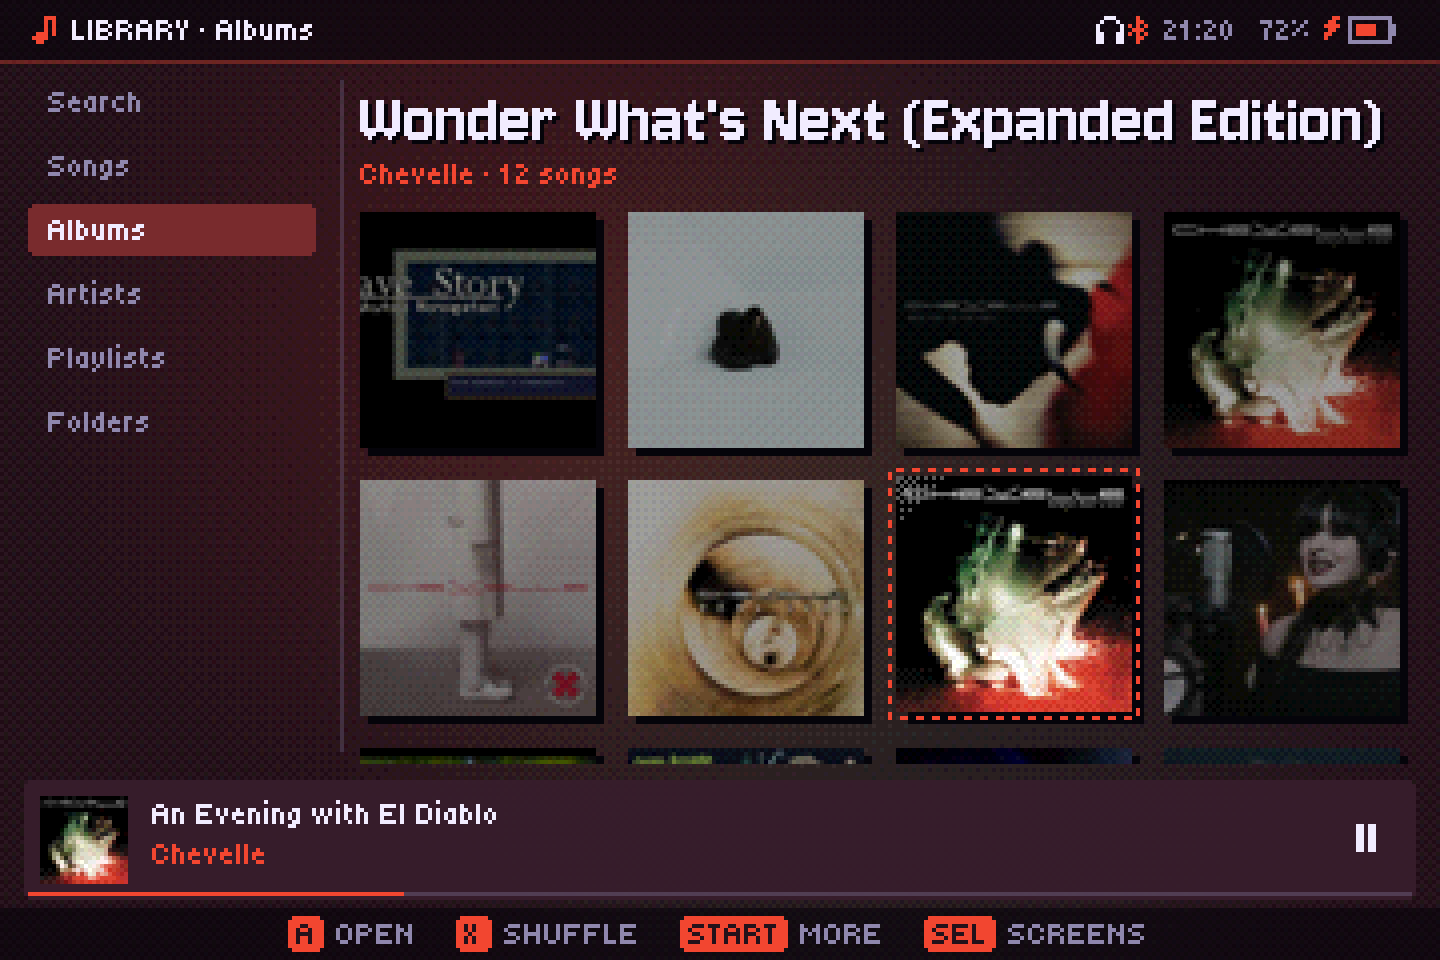 LIBRARY · Albums
21:20 72%
Search
Songs
Albums
Artists
Playlists
Folders
Wonder What's Next (Expanded Edition)
Chevelle · 12 songs
ave Story
An Evening with El Diablo
Chevelle
A OPEN X SHUFFLE START MORE SEL SCREENS